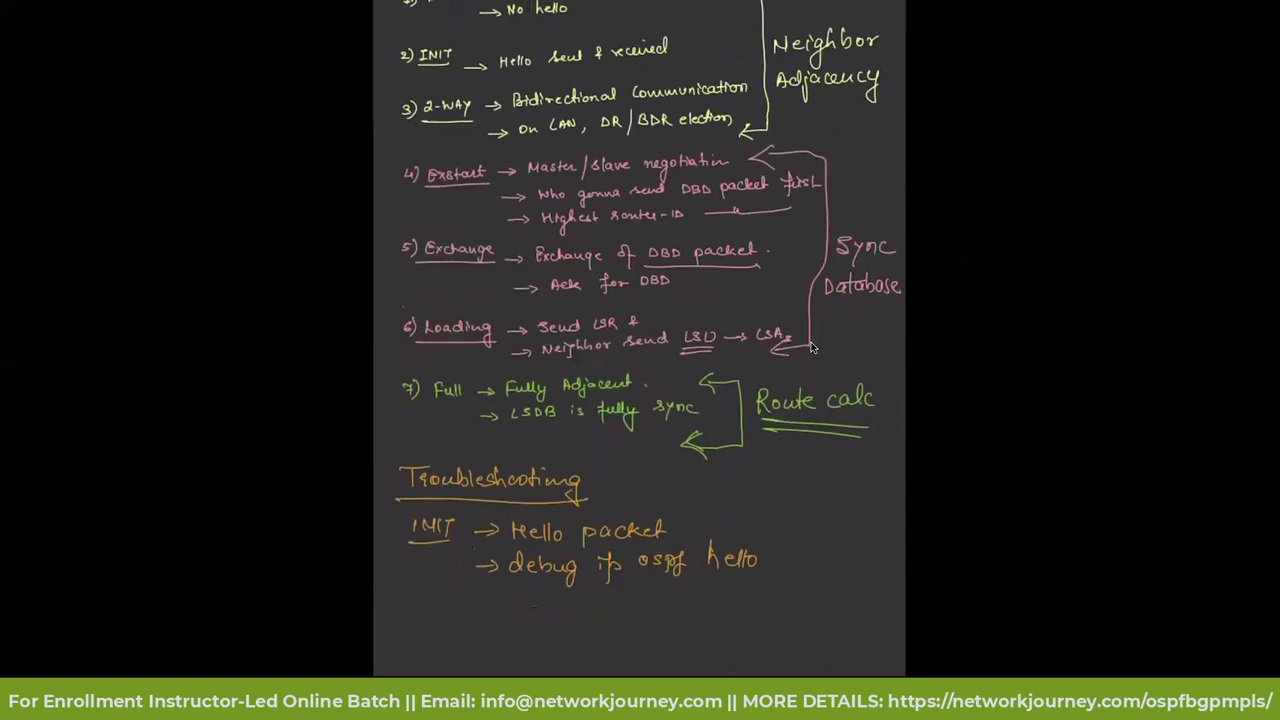 → No hello
2) INIT → Hello sent & received
3) 2-WAY → Bidirectional communication
→ On LAN, DR/BDR election
Neighbor
Adjacency
4) Exstart → Master/slave negotiation
→ Who gonna send DBD packet first
→ Highest router-ID — " —
5) Exchange → Exchange of DBD packet.
→ Ack for DBD
6) Loading → Send LSR &
→ Neighbor send LSU → LSAs
Sync
Database
7) Full → Fully Adjacent.
→ LSDB is fully sync
Route calc
Troubleshooting
INIT → Hello packet
→ debug ip ospf hello
For Enrollment Instructor-Led Online Batch || Email: info@networkjourney.com || MORE DETAILS: https://networkjourney.com/ospfbgpmpls/